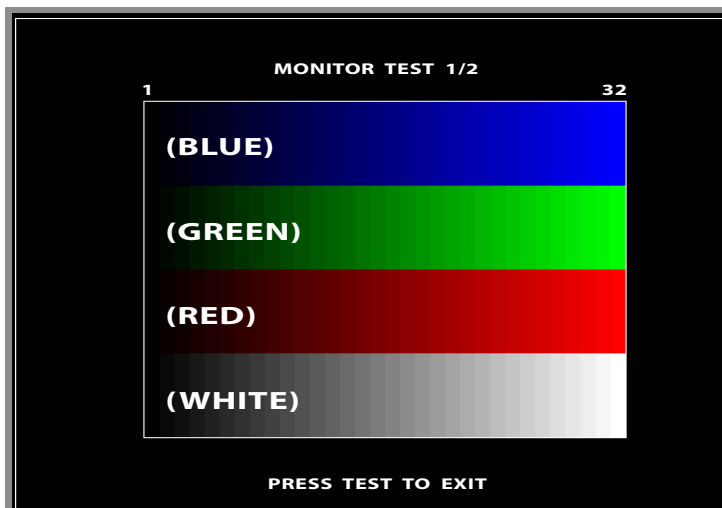 MONITOR TEST 1/2
1 32
(BLUE)
(GREEN)
(RED)
(WHITE)
PRESS TEST TO EXIT